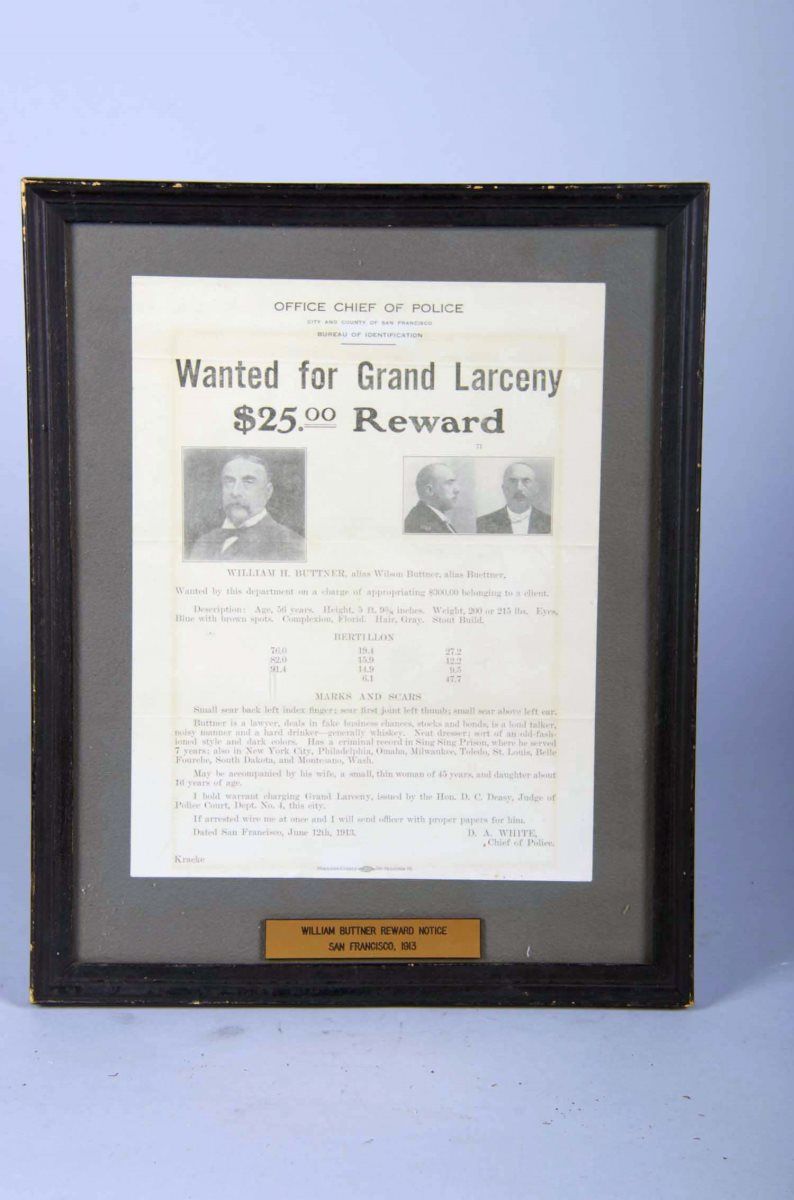 OFFICE CHIEF OF POLICE
CITY AND COUNTY OF SAN FRANCISCO
BUREAU OF IDENTIFICATION
Wanted for Grand Larceny
$25.00 Reward
71
WILLIAM H. BUTTNER, alias Wilson Buttner, alias Buettner,
Wanted by this department on a charge of appropriating $300.00 belonging to a client.
Description: Age, 56 years. Height, 5 ft. inches. Weight, 200 or 215 lbs. Eyes,
Blue with brown spots. Complexion, Florid. Hair, Gray. Stout Build.
BERTILLON
76.0 19.4 27.2
82.0 15.9 12.2
91.4 14.9 9.5
6.1 47.7
MARKS AND SCARS
Small scar back left index finger; scar first joint left thumb; small scar above left ear.
Buttner is a lawyer, deals in fake business chances, stocks and bonds, is a loud talker,
noisy manner and a hard drinker—generally whiskey. Neat dresser; sort of an old-fash-
ioned style and dark colors. Has a criminal record in Sing Sing Prison, where he served
7 years; also in New York City, Philadelphia, Omaha, Milwaukee, Toledo, St. Louis, Belle
Fourche, South Dakota, and Montesano, Wash.
May be accompanied by his wife, a small, thin woman of 45 years, and daughter about
16 years of age.
I hold warrant charging Grand Larceny, issued by the Hon. D. C. Deasy, Judge of
Police Court, Dept. No. 4, this city.
If arrested wire me at once and I will send officer with proper papers for him.
Dated San Francisco, June 12th, 1913. D. A. WHITE,
Chief of Police.
Kracke
WILLIAM BUTTNER REWARD NOTICE
SAN FRANCISCO, 1913